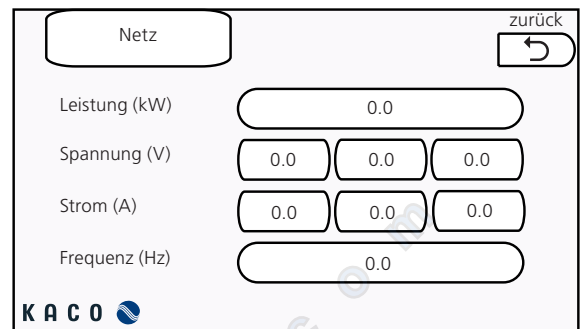 Netz
zurück
Leistung (kW) 0.0
Spannung (V) 0.0 0.0 0.0
Strom (A) 0.0 0.0 0.0
Frequenz (Hz) 0.0
KACO